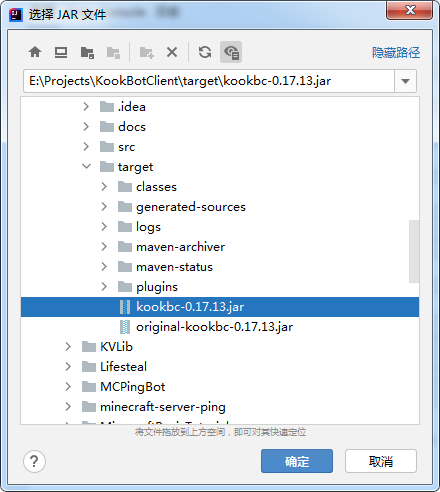 选择 JAR 文件
隐藏路径
E:\Projects\KookBotClient\target\kookbc-0.17.13.jar
.idea
docs
src
target
classes
generated-sources
logs
maven-archiver
maven-status
plugins
kookbc-0.17.13.jar
original-kookbc-0.17.13.jar
KVLib
Lifesteal
MCPingBot
minecraft-server-ping
将文件拖放到上方空间，即可对其快速定位
?
确定
取消